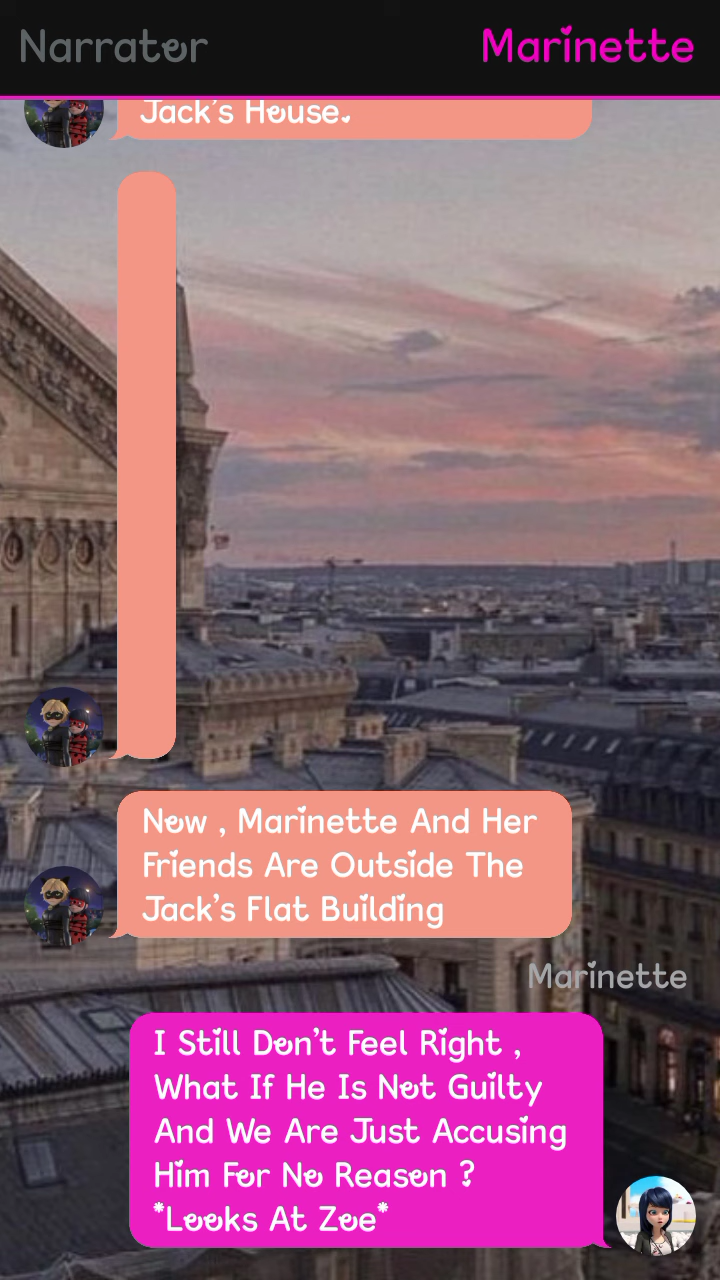 Narrator
Marinette
Jack's House.
Now , Marinette And Her
Friends Are Outside The
Jack's Flat Building
Marinette
I Still Don't Feel Right ,
What If He Is Not Guilty
And We Are Just Accusing
Him For No Reason ?
*Looks At Zoe*